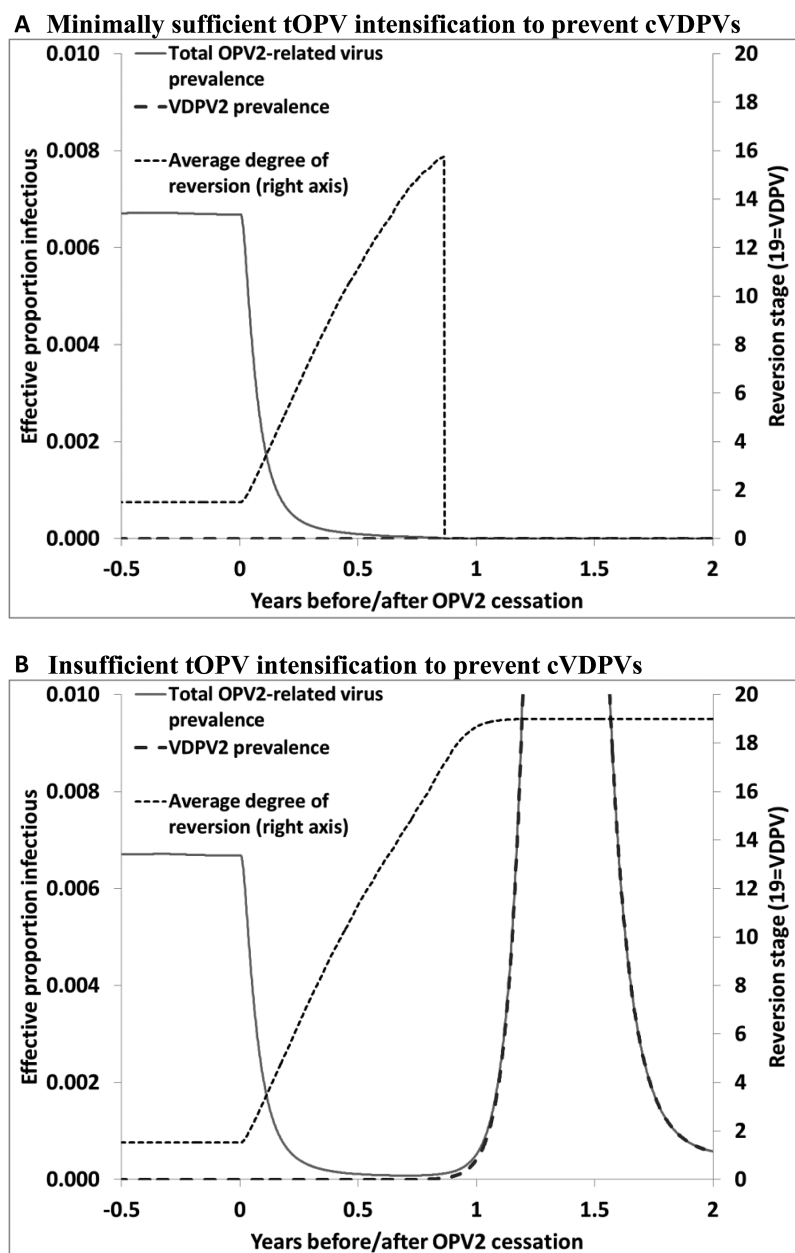 A Minimally sufficient tOPV intensification to prevent cVDPVs
Total OPV2-related virus
prevalence
VDPV2 prevalence
Average degree of
reversion (right axis)
Effective proportion infectious
0.010
0.008
0.006
0.004
0.002
0.000
20
18
16
14
12
10
8
6
4
2
0
Reversion stage (19=VDPV)
-0.5 0 0.5 1 1.5 2
Years before/after OPV2 cessation
B Insufficient tOPV intensification to prevent cVDPVs
Total OPV2-related virus
prevalence
VDPV2 prevalence
Average degree of
reversion (right axis)
Effective proportion infectious
0.010
0.008
0.006
0.004
0.002
0.000
20
18
16
14
12
10
8
6
4
2
0
Reversion stage (19=VDPV)
-0.5 0 0.5 1 1.5 2
Years before/after OPV2 cessation